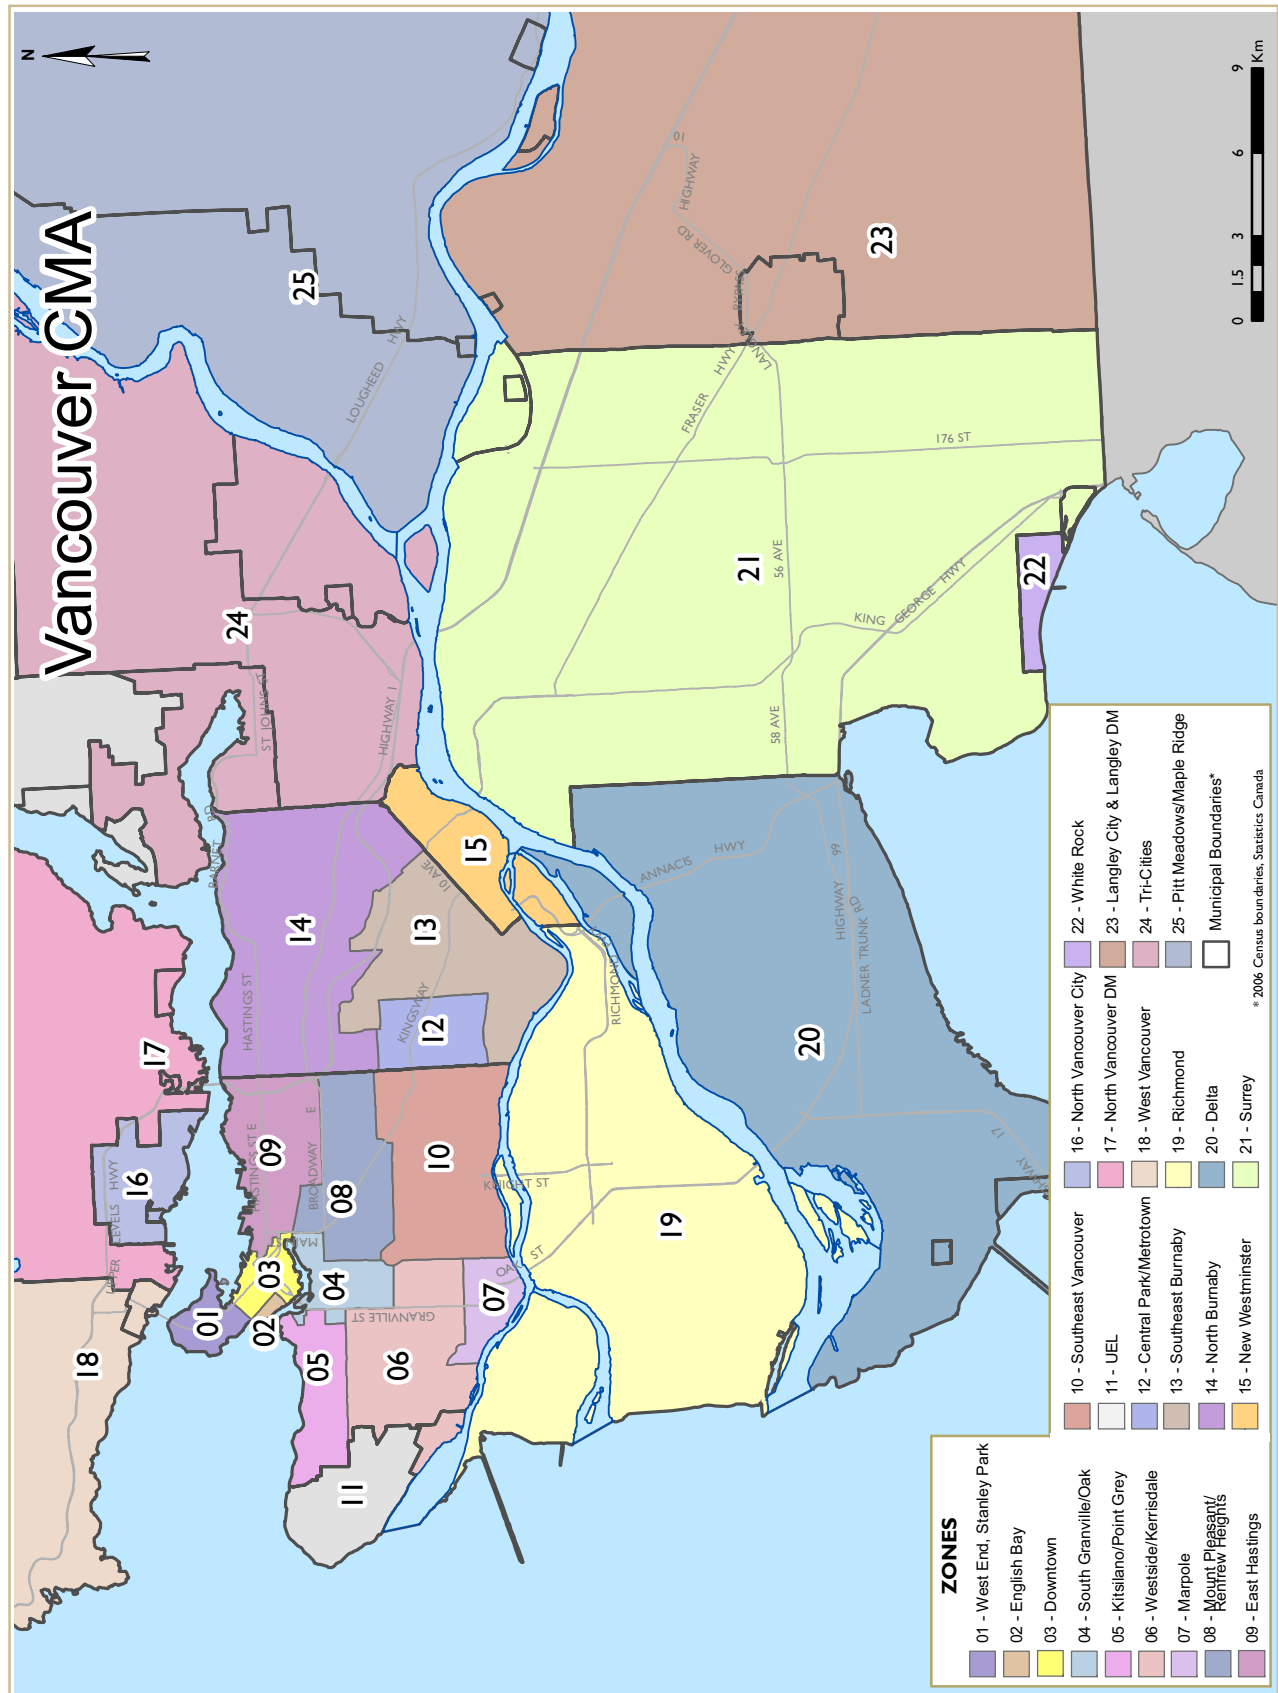 Vancouver CMA
N
18
17
16
01
02
03
04
05
06
07
08
09
10
11
12
13
14
15
19
20
21
22
23
24
25
UPPER LEVELS HWY
HASTINGS ST
BARNET RD
ST JOHNS ST
LOUGHEED HWY
HIGHWAY 1
HASTINGS ST E
BROADWAY E
MAIN
GRANVILLE ST
OAK ST
KNIGHT ST
KINGSWAY
10 AVE
RICHMOND
ANNACIS HWY
HIGHWAY 99
LADNER TRUNK RD
HIGHWAY 17
58 AVE
56 AVE
KING GEORGE HWY
176 ST
FRASER HWY
LANGLEY BYPASS
GLOVER RD
HIGHWAY 10
0 1.5 3 6 9
Km
ZONES
01 - West End, Stanley Park
02 - English Bay
03 - Downtown
04 - South Granville/Oak
05 - Kitsilano/Point Grey
06 - Westside/Kerrisdale
07 - Marpole
08 - Mount Pleasant/
Renfrew Heights
09 - East Hastings
10 - Southeast Vancouver
11 - UEL
12 - Central Park/Metrotown
13 - Southeast Burnaby
14 - North Burnaby
15 - New Westminster
16 - North Vancouver City
17 - North Vancouver DM
18 - West Vancouver
19 - Richmond
20 - Delta
21 - Surrey
22 - White Rock
23 - Langley City & Langley DM
24 - Tri-Cities
25 - Pitt Meadows/Maple Ridge
Municipal Boundaries*
* 2006 Census boundaries, Statistics Canada